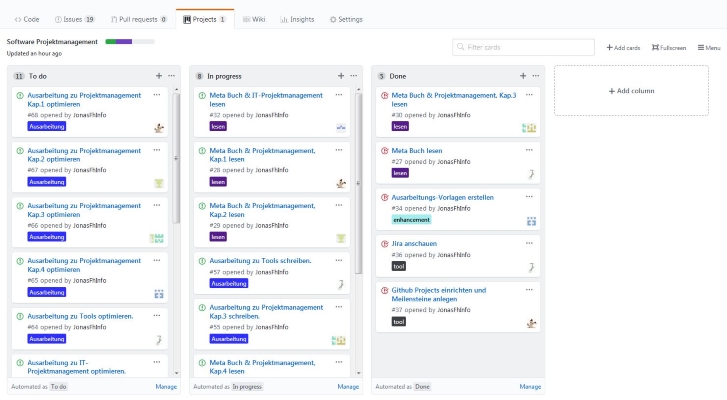 Code
Issues 19
Pull requests 0
Projects 1
Wiki
Insights
Settings
Software Projektmanagement
Updated an hour ago
Filter cards
Add cards
Fullscreen
Menu
11 To do
Ausarbeitung zu Projektmanagement
Kap.1 optimieren
#68 opened by JonasFhInfo
Ausarbeitung
Ausarbeitung zu Projektmanagement
Kap.2 optimieren
#67 opened by JonasFhInfo
Ausarbeitung
Ausarbeitung zu Projektmanagement
Kap.3 optimieren
#66 opened by JonasFhInfo
Ausarbeitung
Ausarbeitung zu Projektmanagement
Kap.4 optimieren
#65 opened by JonasFhInfo
Ausarbeitung
Ausarbeitung zu Tools optimieren.
#64 opened by JonasFhInfo
Ausarbeitung
Ausarbeitung zu IT-
Projektmanagement optimieren.
Automated as To do
Manage
8 In progress
Meta Buch & IT-Projektmanagement
lesen
#32 opened by JonasFhInfo
lesen
Meta Buch & Projektmanagement,
Kap.1 lesen
#28 opened by JonasFhInfo
lesen
Meta Buch & Projektmanagement,
Kap.2 lesen
#29 opened by JonasFhInfo
lesen
Ausarbeitung zu Tools schreiben.
#57 opened by JonasFhInfo
Ausarbeitung
Ausarbeitung zu Projektmanagement
Kap.3 schreiben.
#55 opened by JonasFhInfo
Ausarbeitung
Meta Buch & Projektmanagement,
Kap.4 lesen
Automated as In progress
Manage
5 Done
Meta Buch & Projektmanagement, Kap.3
lesen
#30 opened by JonasFhInfo
lesen
Meta Buch lesen
#27 opened by JonasFhInfo
lesen
Ausarbeitungs-Vorlagen erstellen
#34 opened by JonasFhInfo
enhancement
Jira anschauen
#36 opened by JonasFhInfo
tool
Github Projects einrichten und
Meilensteine anlegen
#37 opened by JonasFhInfo
tool
Automated as Done
Manage
+ Add column